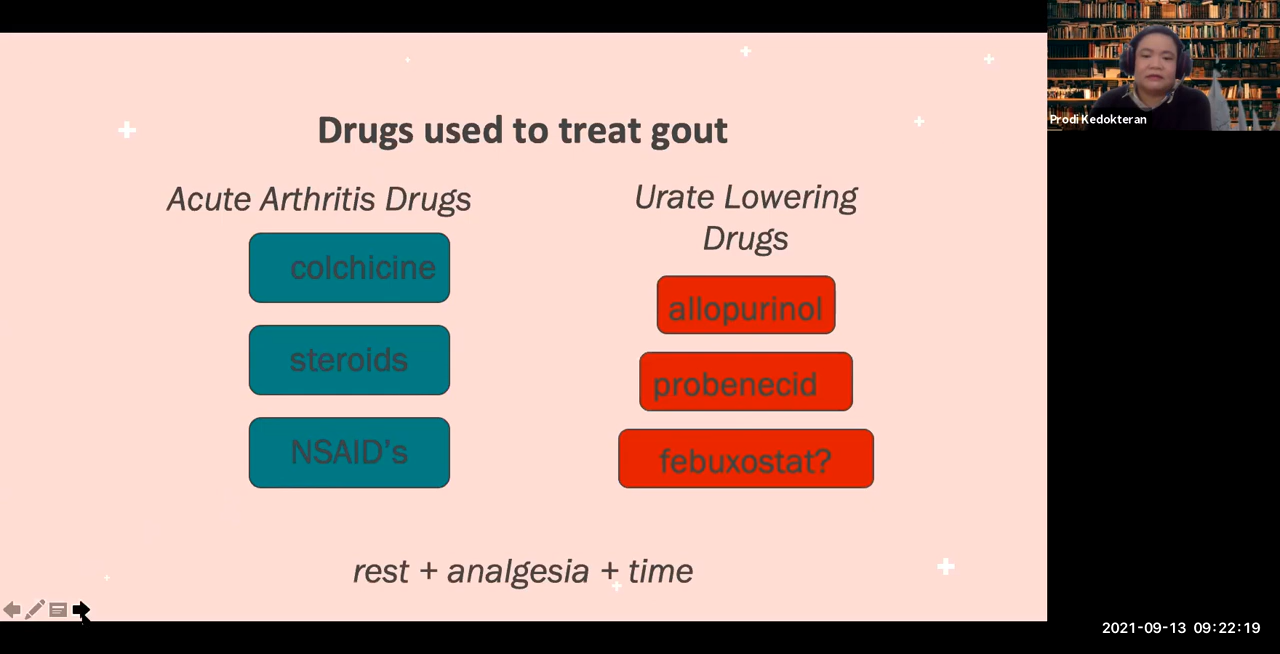 Drugs used to treat gout
Acute Arthritis Drugs
colchicine
steroids
NSAID's
Urate Lowering
Drugs
allopurinol
probenecid
febuxostat?
rest + analgesia + time
Prodi Kedokteran
2021-09-13 09:22:19